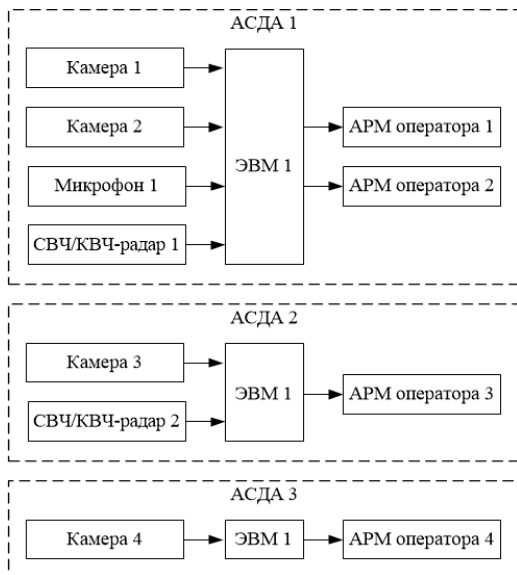 АСДА 1
Камера 1
Камера 2
Микрофон 1
СВЧ/КВЧ-радар 1
ЭВМ 1
АРМ оператора 1
АРМ оператора 2
АСДА 2
Камера 3
СВЧ/КВЧ-радар 2
ЭВМ 1
АРМ оператора 3
АСДА 3
Камера 4
ЭВМ 1
АРМ оператора 4